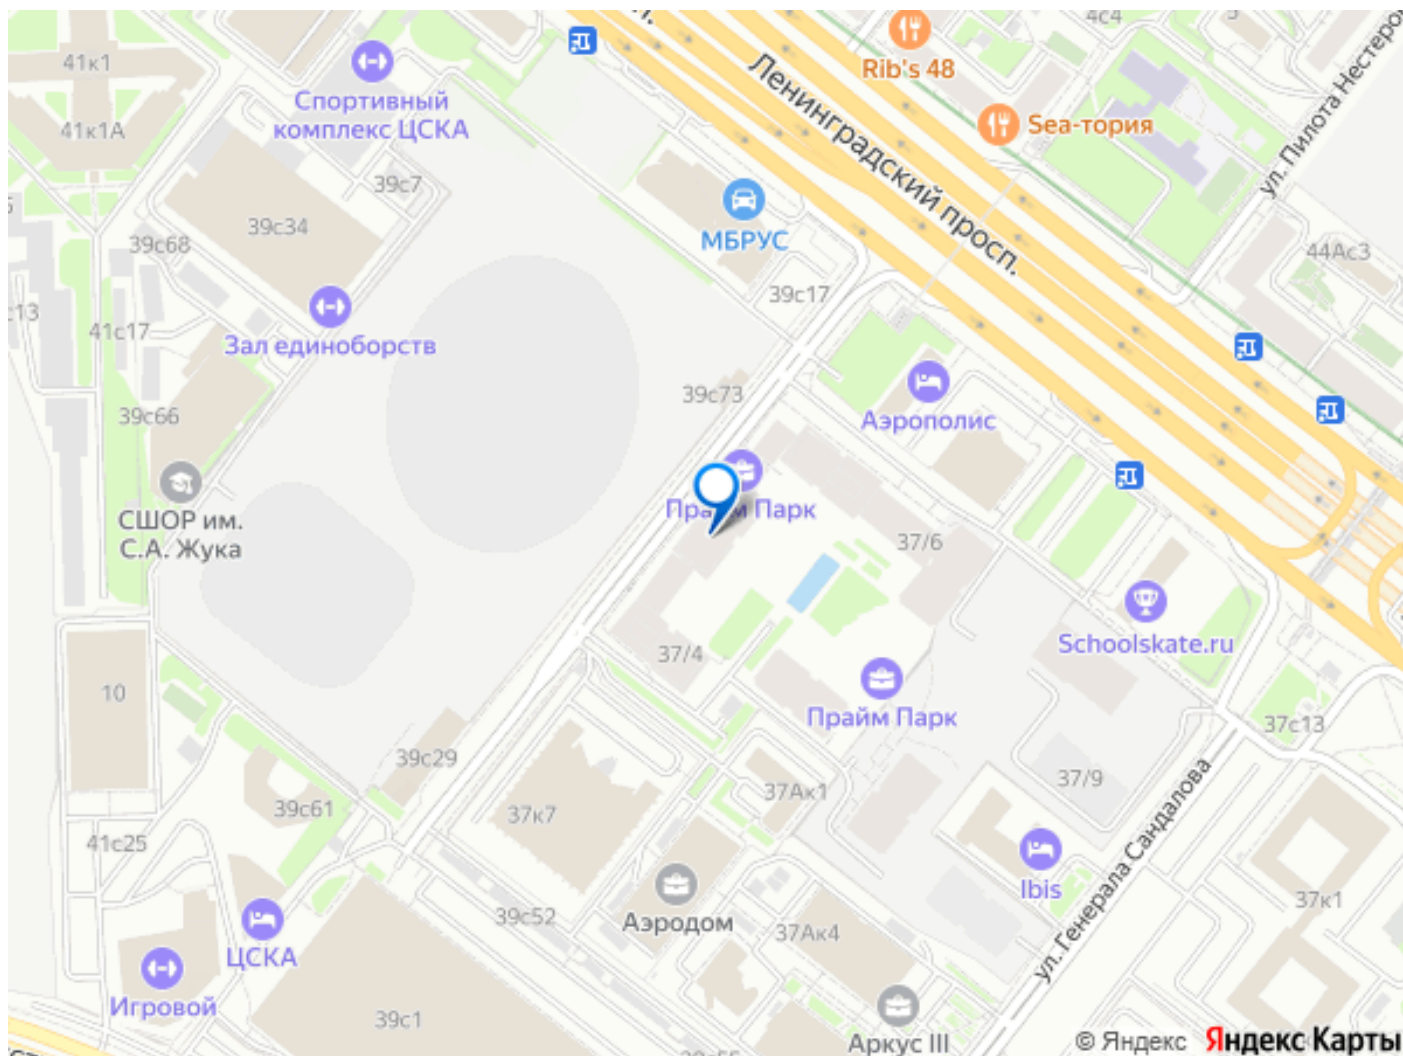 4с4
41к1
Rib's 48
Спортивный
комплекс ЦСКА
Ленинградский просп.
Sea-тория
41к1А
ул. Пилота Нестеро
39с7
39с34
МБРУС
39с68
44Ас3
39с17
41с17
Зал единоборств
39с73
39с66
Аэрополис
Прайм Парк
СШОР им.
С.А. Жука
37/6
Schoolskate.ru
37/4
10
Прайм Парк
37с13
39с29
37/9
37Ак1
39с61
37к7
41с25
ул. Генерала Сандалова
Ibis
37к1
39с52
Аэродом
37Ак4
ЦСКА
Игровой
39с1
Аркус III
© Яндекс Яндекс Карты